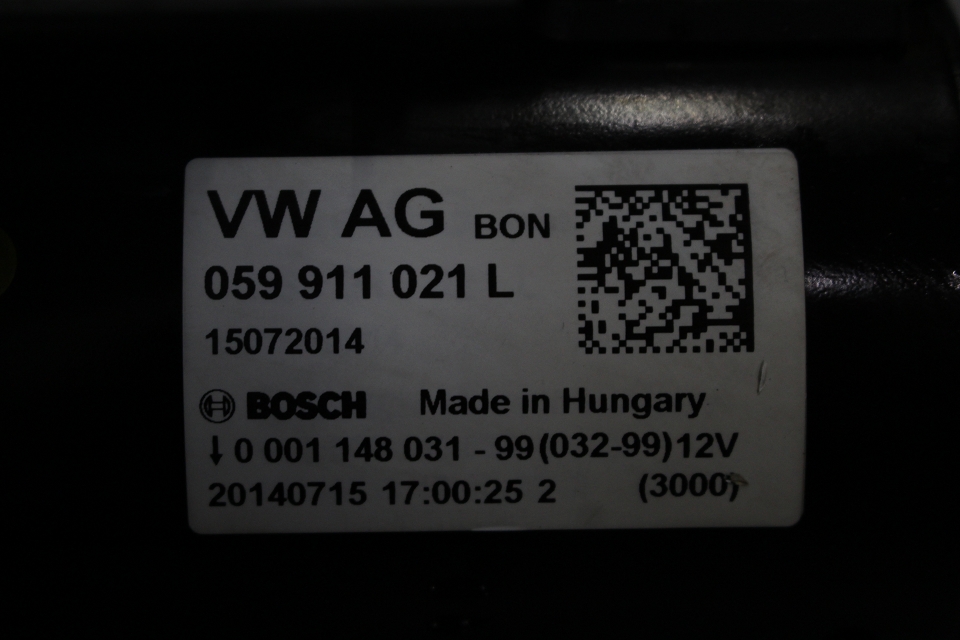 VW AG BON
059 911 021 L
15072014
BOSCH Made in Hungary
↓ 0 001 148 031 - 99 (032-99) 12V
20140715 17:00:25 2 (3000)